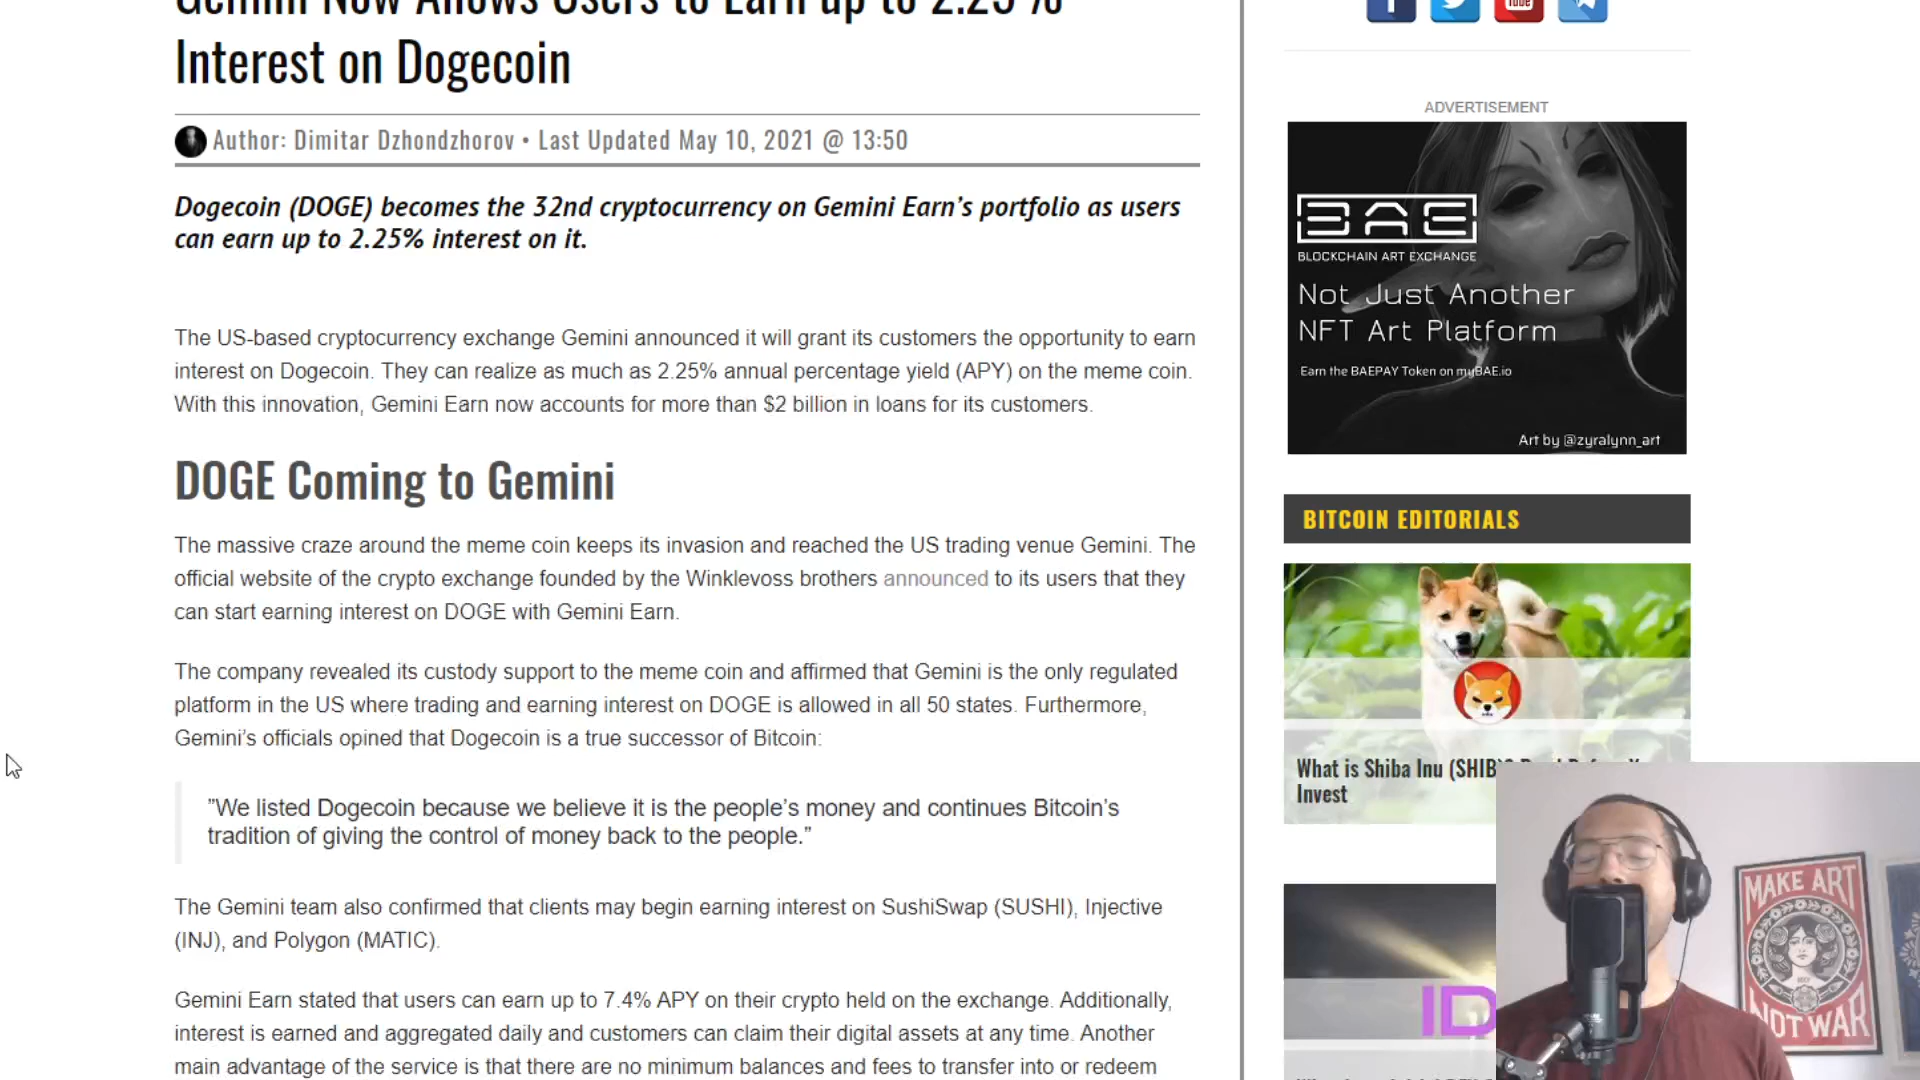 Gemini Now Allows Users to Earn up to 2.25%
Interest on Dogecoin
Author: Dimitar Dzhondzhorov • Last Updated May 10, 2021 @ 13:50
Dogecoin (DOGE) becomes the 32nd cryptocurrency on Gemini Earn’s portfolio as users
can earn up to 2.25% interest on it.
The US-based cryptocurrency exchange Gemini announced it will grant its customers the opportunity to earn
interest on Dogecoin. They can realize as much as 2.25% annual percentage yield (APY) on the meme coin.
With this innovation, Gemini Earn now accounts for more than $2 billion in loans for its customers.
DOGE Coming to Gemini
The massive craze around the meme coin keeps its invasion and reached the US trading venue Gemini. The
official website of the crypto exchange founded by the Winklevoss brothers announced to its users that they
can start earning interest on DOGE with Gemini Earn.
The company revealed its custody support to the meme coin and affirmed that Gemini is the only regulated
platform in the US where trading and earning interest on DOGE is allowed in all 50 states. Furthermore,
Gemini’s officials opined that Dogecoin is a true successor of Bitcoin:
”We listed Dogecoin because we believe it is the people’s money and continues Bitcoin’s
tradition of giving the control of money back to the people.”
The Gemini team also confirmed that clients may begin earning interest on SushiSwap (SUSHI), Injective
(INJ), and Polygon (MATIC).
Gemini Earn stated that users can earn up to 7.4% APY on their crypto held on the exchange. Additionally,
interest is earned and aggregated daily and customers can claim their digital assets at any time. Another
main advantage of the service is that there are no minimum balances and fees to transfer into or redeem
ADVERTISEMENT
BAE
BLOCKCHAIN ART EXCHANGE
Not Just Another
NFT Art Platform
Earn the BAEPAY Token on myBAE.io
Art by @zyralynn_art
BITCOIN EDITORIALS
What is Shiba Inu (SHIB)
Invest
ID
MAKE ART
NOT WAR